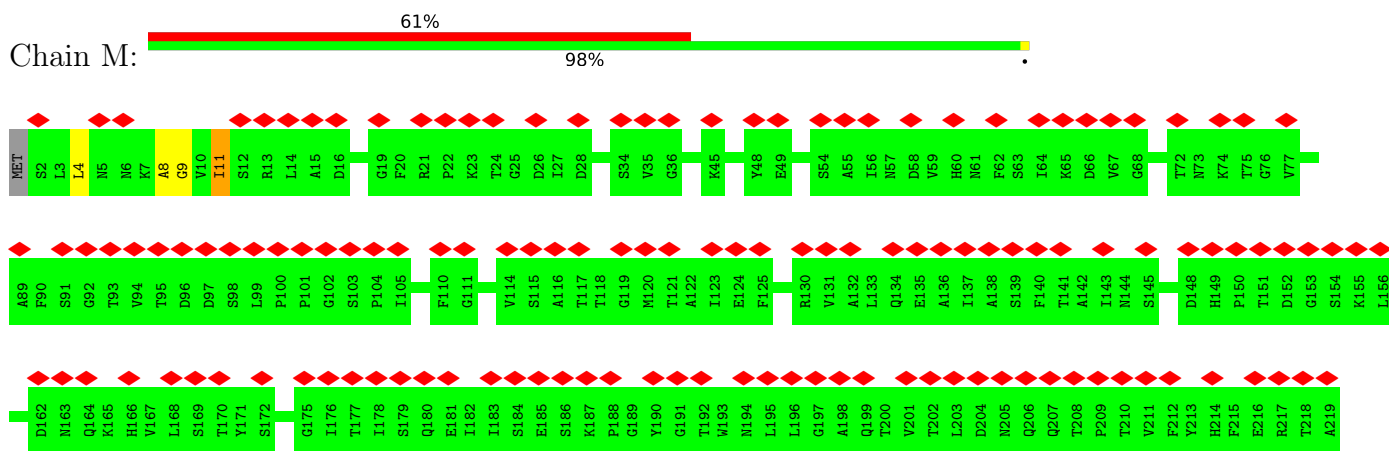 61%
Chain M:
98%
.
MET S2 L3 L4 N5 N6 K7 A8 G9 V10 I11 S12 R13 L14 A15 D16 G19 F20 R21 P22 K23 T24 G25 D26 I27 D28 S34 V35 G36 K45 Y48 E49 S54 A55 I56 N57 D58 V59 H60 N61 F62 S63 I64 K65 D66 V67 G68 T72 N73 K74 T75 G76 V77
A89 F90 S91 G92 T93 V94 T95 D96 D97 S98 L99 P100 P101 G102 S103 P104 I105 F110 G111 V114 S115 A116 T117 T118 G119 M120 T121 A122 I123 E124 F125 R130 V131 A132 L133 Q134 E135 A136 I137 A138 S139 F140 T141 A142 I143 N144 S145 D148 H149 P150 T151 D152 G153 S154 K155 L156
D162 N163 Q164 K165 H166 V167 L168 S169 T170 Y171 S172 G175 I176 T177 I178 S179 Q180 E181 I182 I183 S184 E185 S186 K187 P188 G189 Y190 G191 T192 W193 N194 L195 L196 G197 A198 Q199 T200 V201 T202 L203 D204 N205 Q206 Q207 T208 P209 T210 V211 F212 Y213 H214 F215 E216 R217 T218 A219